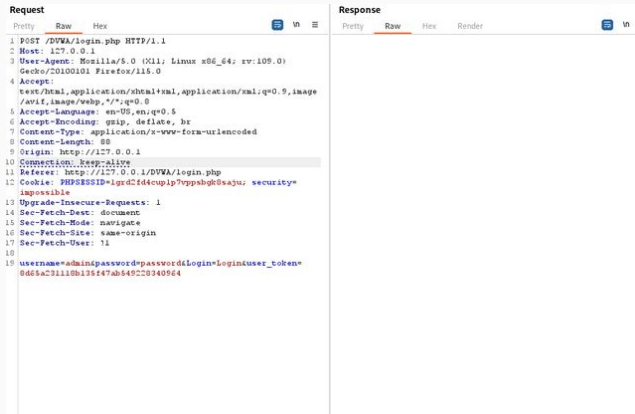 Request
Response
Pretty Raw Hex \n
Pretty Raw Hex Render \n
1 POST /DVWA/login.php HTTP/1.1
2 Host: 127.0.0.1
3 User-Agent: Mozilla/5.0 (X11; Linux x86_64; rv:109.0)
Gecko/20100101 Firefox/115.0
4 Accept:
text/html,application/xhtml+xml,application/xml;q=0.9,image
/avif,image/webp,*/*;q=0.8
5 Accept-Language: en-US,en;q=0.5
6 Accept-Encoding: gzip, deflate, br
7 Content-Type: application/x-www-form-urlencoded
8 Content-Length: 88
9 Origin: http://127.0.0.1
10 Connection: keep-alive
11 Referer: http://127.0.0.1/DVWA/login.php
12 Cookie: PHPSESSID=lgrd2fd4cuplp7vppsbgk8saju; security=
impossible
13 Upgrade-Insecure-Requests: 1
14 Sec-Fetch-Dest: document
15 Sec-Fetch-Mode: navigate
16 Sec-Fetch-Site: same-origin
17 Sec-Fetch-User: ?1
18
19 username=admin&password=password&Login=Login&user_token=